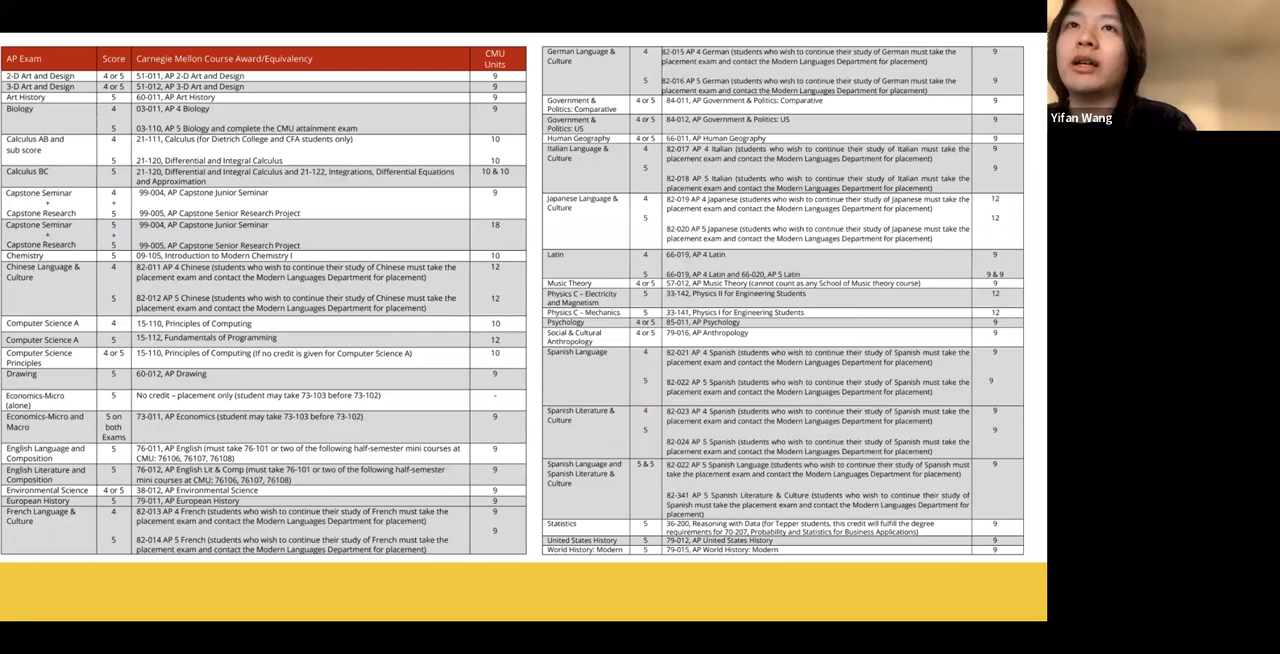 AP Exam Score Carnegie Mellon Course Award/Equivalency CMU Units
2-D Art and Design 4 or 5 51-011, AP 2-D Art and Design 9
3-D Art and Design 4 or 5 51-012, AP 3-D Art and Design 9
Art History 5 60-011, AP Art History 9
Biology 4 03-011, AP 4 Biology 9
5 03-110, AP 5 Biology and complete the CMU attainment exam
Calculus AB and 4 21-111, Calculus (for Dietrich College and CFA students only) 10
sub score
5 21-120, Differential and Integral Calculus 10
Calculus BC 5 21-120, Differential and Integral Calculus and 21-122, Integrations, Differential Equations 10 & 10
and Approximation
Capstone Seminar 4 99-004, AP Capstone Junior Seminar 9
+ +
Capstone Research 5 99-005, AP Capstone Senior Research Project
Capstone Seminar 5 99-004, AP Capstone Junior Seminar 18
+ +
Capstone Research 5 99-005, AP Capstone Senior Research Project
Chemistry 5 09-105, Introduction to Modern Chemistry I 10
Chinese Language & 4 82-011 AP 4 Chinese (students who wish to continue their study of Chinese must take the 12
Culture placement exam and contact the Modern Languages Department for placement)
5 82-012 AP 5 Chinese (students who wish to continue their study of Chinese must take the 12
placement exam and contact the Modern Languages Department for placement)
Computer Science A 4 15-110, Principles of Computing 10
Computer Science A 5 15-112, Fundamentals of Programming 12
Computer Science 4 or 5 15-110, Principles of Computing (If no credit is given for Computer Science A) 10
Principles
Drawing 5 60-012, AP Drawing 9
Economics-Micro 5 No credit – placement only (student may take 73-103 before 73-102) -
(alone)
Economics-Micro and 5 on 73-011, AP Economics (student may take 73-103 before 73-102) 9
Macro both
Exams
English Language and 5 76-011, AP English (must take 76-101 or two of the following half-semester mini courses at 9
Composition CMU: 76106, 76107, 76108)
English Literature and 5 76-012, AP English Lit & Comp (must take 76-101 or two of the following half-semester 9
Composition mini courses at CMU: 76106, 76107, 76108)
Environmental Science 4 or 5 38-012, AP Environmental Science 9
European History 5 79-011, AP European History 9
French Language & 4 82-013 AP 4 French (students who wish to continue their study of French must take the 9
Culture placement exam and contact the Modern Languages Department for placement)
9
5 82-014 AP 5 French (students who wish to continue their study of French must take the
placement exam and contact the Modern Languages Department for placement)
German Language & 4 82-015 AP 4 German (students who wish to continue their study of German must take the 9
Culture placement exam and contact the Modern Languages Department for placement)
5 82-016 AP 5 German (students who wish to continue their study of German must take the 9
placement exam and contact the Modern Languages Department for placement)
Government & 4 or 5 84-011, AP Government & Politics: Comparative 9
Politics: Comparative
Government & 4 or 5 84-012, AP Government & Politics: US 9
Politics: US
Human Geography 4 or 5 66-011, AP Human Geography 9
Italian Language & 4 82-017 AP 4 Italian (students who wish to continue their study of Italian must take the 9
Culture placement exam and contact the Modern Languages Department for placement)
5 9
82-018 AP 5 Italian (students who wish to continue their study of Italian must take the
placement exam and contact the Modern Languages Department for placement)
Japanese Language & 4 82-019 AP 4 Japanese (students who wish to continue their study of Japanese must take the 12
Culture placement exam and contact the Modern Languages Department for placement)
5 12
82-020 AP 5 Japanese (students who wish to continue their study of Japanese must take the
placement exam and contact the Modern Languages Department for placement)
Latin 4 66-019, AP 4 Latin 9
5 66-019, AP 4 Latin and 66-020, AP 5 Latin 9 & 9
Music Theory 4 or 5 57-012, AP Music Theory (cannot count as any School of Music theory course) 9
Physics C – Electricity 5 33-142, Physics II for Engineering Students 12
and Magnetism
Physics C – Mechanics 5 33-141, Physics I for Engineering Students 12
Psychology 4 or 5 85-011, AP Psychology 9
Social & Cultural 4 or 5 79-016, AP Anthropology 9
Anthropology
Spanish Language 4 82-021 AP 4 Spanish (students who wish to continue their study of Spanish must take the 9
placement exam and contact the Modern Languages Department for placement)
5 82-022 AP 5 Spanish (students who wish to continue their study of Spanish must take the 9
placement exam and contact the Modern Languages Department for placement)
Spanish Literature & 4 82-023 AP 4 Spanish (students who wish to continue their study of Spanish must take the 9
Culture placement exam and contact the Modern Languages Department for placement)
5 9
82-024 AP 5 Spanish (students who wish to continue their study of Spanish must take the
placement exam and contact the Modern Languages Department for placement)
Spanish Language and 5 & 5 82-022 AP 5 Spanish Language (students who wish to continue their study of Spanish must 9
Spanish Literature & take the placement exam and contact the Modern Languages Department for placement)
Culture
82-341 AP 5 Spanish Literature & Culture (students who wish to continue their study of
Spanish must take the placement exam and contact the Modern Languages Department for
placement)
Statistics 5 36-200, Reasoning with Data (for Tepper students, this credit will fulfill the degree 9
requirements for 70-207, Probability and Statistics for Business Applications)
United States History 5 79-012, AP United States History 9
World History: Modern 5 79-015, AP World History: Modern 9
Yifan Wang